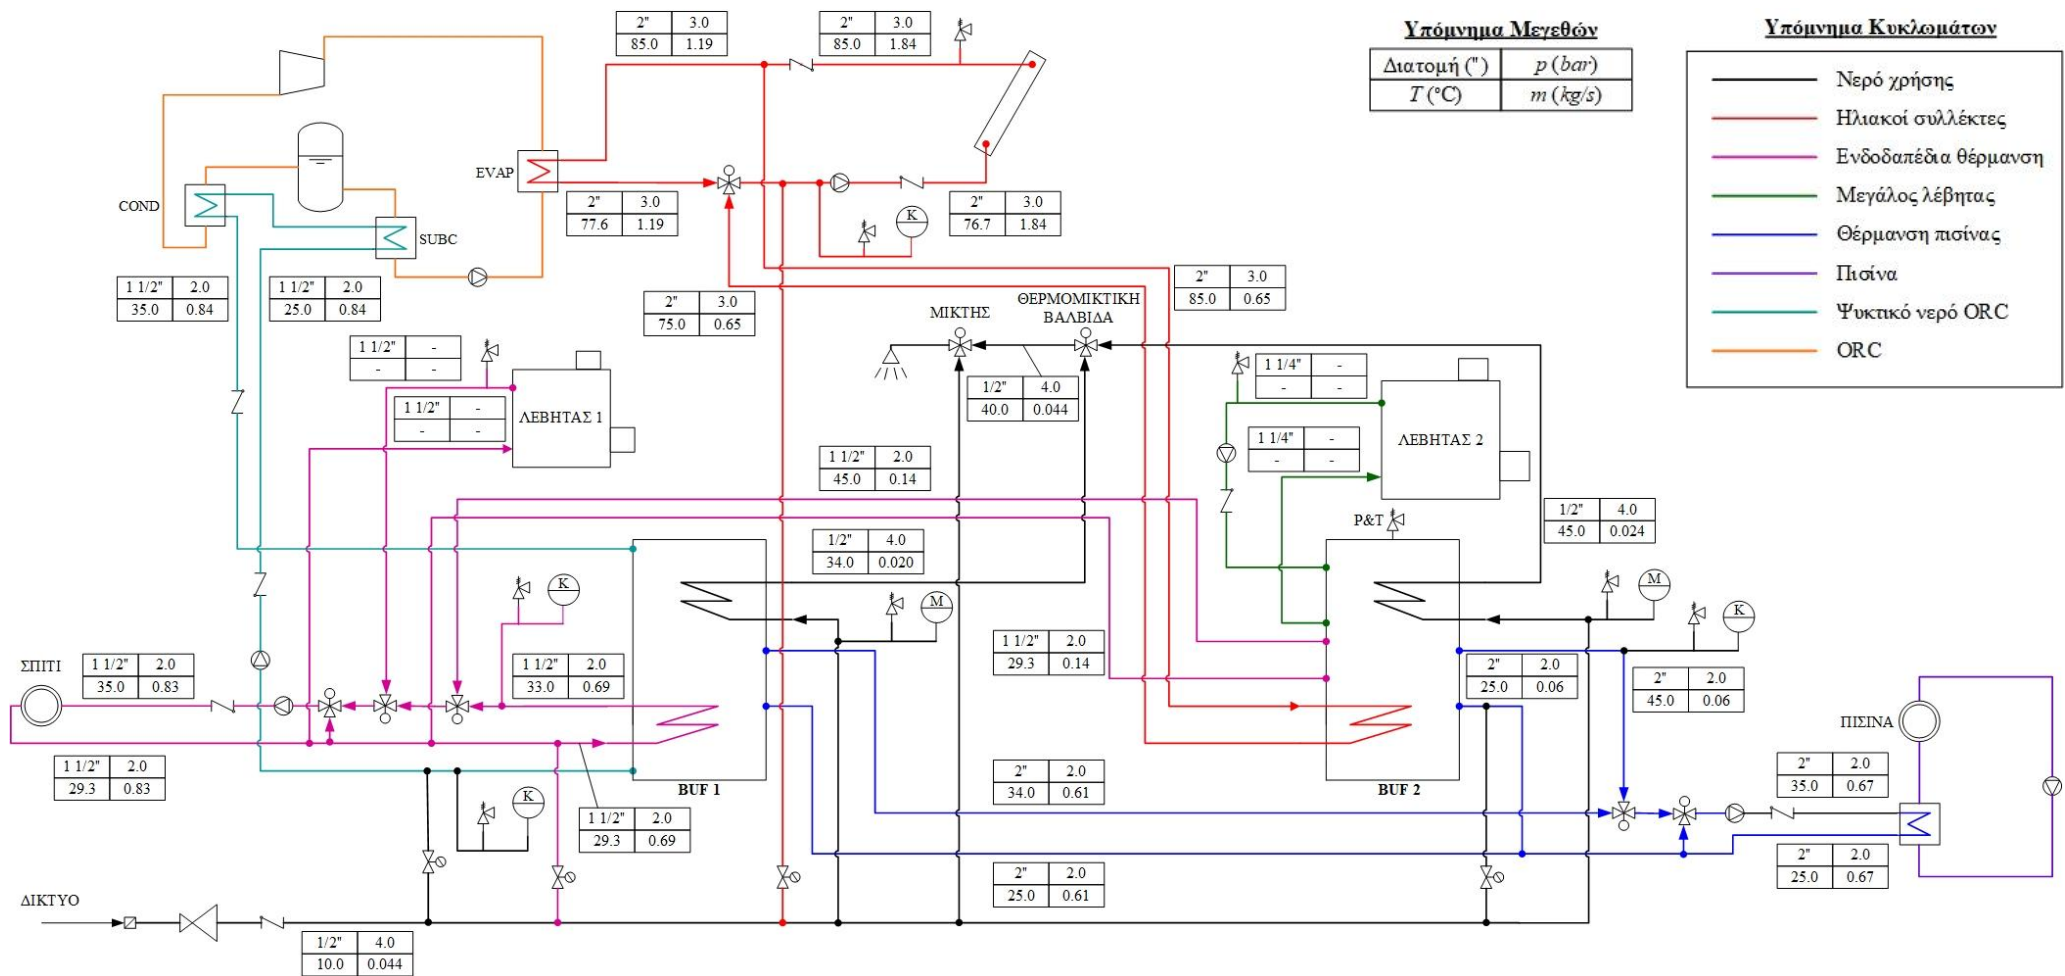 2" 3.0
85.0 1.19
2" 3.0
85.0 1.84
Υπόμνημα Μεγεθών
Διατομή (") p (bar)
T (°C) m (kg/s)
Υπόμνημα Κυκλωμάτων
Νερό χρήσης
Ηλιακοί συλλέκτες
Ενδοδαπέδια θέρμανση
Μεγάλος λέβητας
Θέρμανση πισίνας
Πισίνα
Ψυκτικό νερό ORC
ORC
EVAP
COND
SUBC
2" 3.0
77.6 1.19
K
2" 3.0
76.7 1.84
1 1/2" 2.0
35.0 0.84
1 1/2" 2.0
25.0 0.84
2" 3.0
75.0 0.65
2" 3.0
85.0 0.65
ΜΙΚΤΗΣ
ΘΕΡΜΟΜΙΚΤΙΚΗ
ΒΑΛΒΙΔΑ
1 1/2" -
- -
1 1/2" -
- -
ΛΕΒΗΤΑΣ 1
1/2" 4.0
40.0 0.044
1 1/4" -
- -
1 1/4" -
- -
ΛΕΒΗΤΑΣ 2
1 1/2" 2.0
45.0 0.14
1/2" 4.0
34.0 0.020
P&T
1/2" 4.0
45.0 0.024
K
M
M
K
ΣΠΙΤΙ
1 1/2" 2.0
35.0 0.83
1 1/2" 2.0
33.0 0.69
1 1/2" 2.0
29.3 0.14
2" 2.0
25.0 0.06
2" 2.0
45.0 0.06
ΠΙΣΙΝΑ
1 1/2" 2.0
29.3 0.83
K
BUF 1
1 1/2" 2.0
29.3 0.69
2" 2.0
34.0 0.61
BUF 2
2" 2.0
35.0 0.67
2" 2.0
25.0 0.61
2" 2.0
25.0 0.67
ΔΙΚΤΥΟ
1/2" 4.0
10.0 0.044